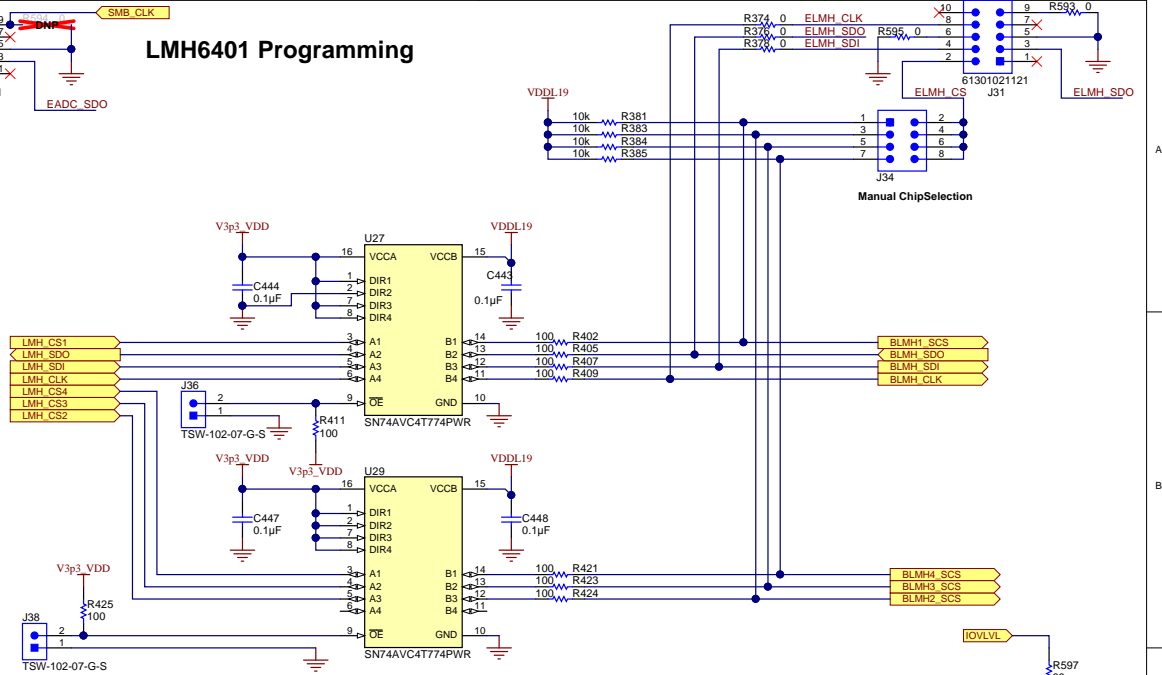 SMB_CLK
R594 0
DNP
LMH6401 Programming
EADC_SDO
R374 0 ELMH_CLK
R376 0 ELMH_SDO
R378 0 ELMH_SDI
R595 0
R593 0
10 9
8 7
6 5
4 3
2 1
61301021121
J31
ELMH_CS
ELMH_SDO
VDDL19
10k R381
10k R383
10k R384
10k R385
1 2
3 4
5 6
7 8
J34
Manual ChipSelection
A
V3p3_VDD
U27
VDDL19
16 VCCA VCCB 15
C444
0.1µF
C443
0.1µF
1 DIR1
2 DIR2
7 DIR3
8 DIR4
LMH_CS1
LMH_SDO
LMH_SDI
LMH_CLK
LMH_CS4
LMH_CS3
LMH_CS2
3 A1 B1 14 100 R402
4 A2 B2 13 100 R405
5 A3 B3 12 100 R407
6 A4 B4 11 100 R409
BLMH1_SCS
BLMH_SDO
BLMH_SDI
BLMH_CLK
J36
2
1
TSW-102-07-G-S
9 OE GND 10
SN74AVC4T774PWR
R411
100
V3p3_VDD
V3p3_VDD
U29
VDDL19
B
16 VCCA VCCB 15
C447
0.1µF
C448
0.1µF
1 DIR1
2 DIR2
7 DIR3
8 DIR4
3 A1 B1 14 100 R421
4 A2 B2 13 100 R423
5 A3 B3 12 100 R424
6 A4 B4 11
BLMH4_SCS
BLMH3_SCS
BLMH2_SCS
V3p3_VDD
R425
100
J38
2
1
TSW-102-07-G-S
9 OE GND 10
SN74AVC4T774PWR
IOVLVL
R597